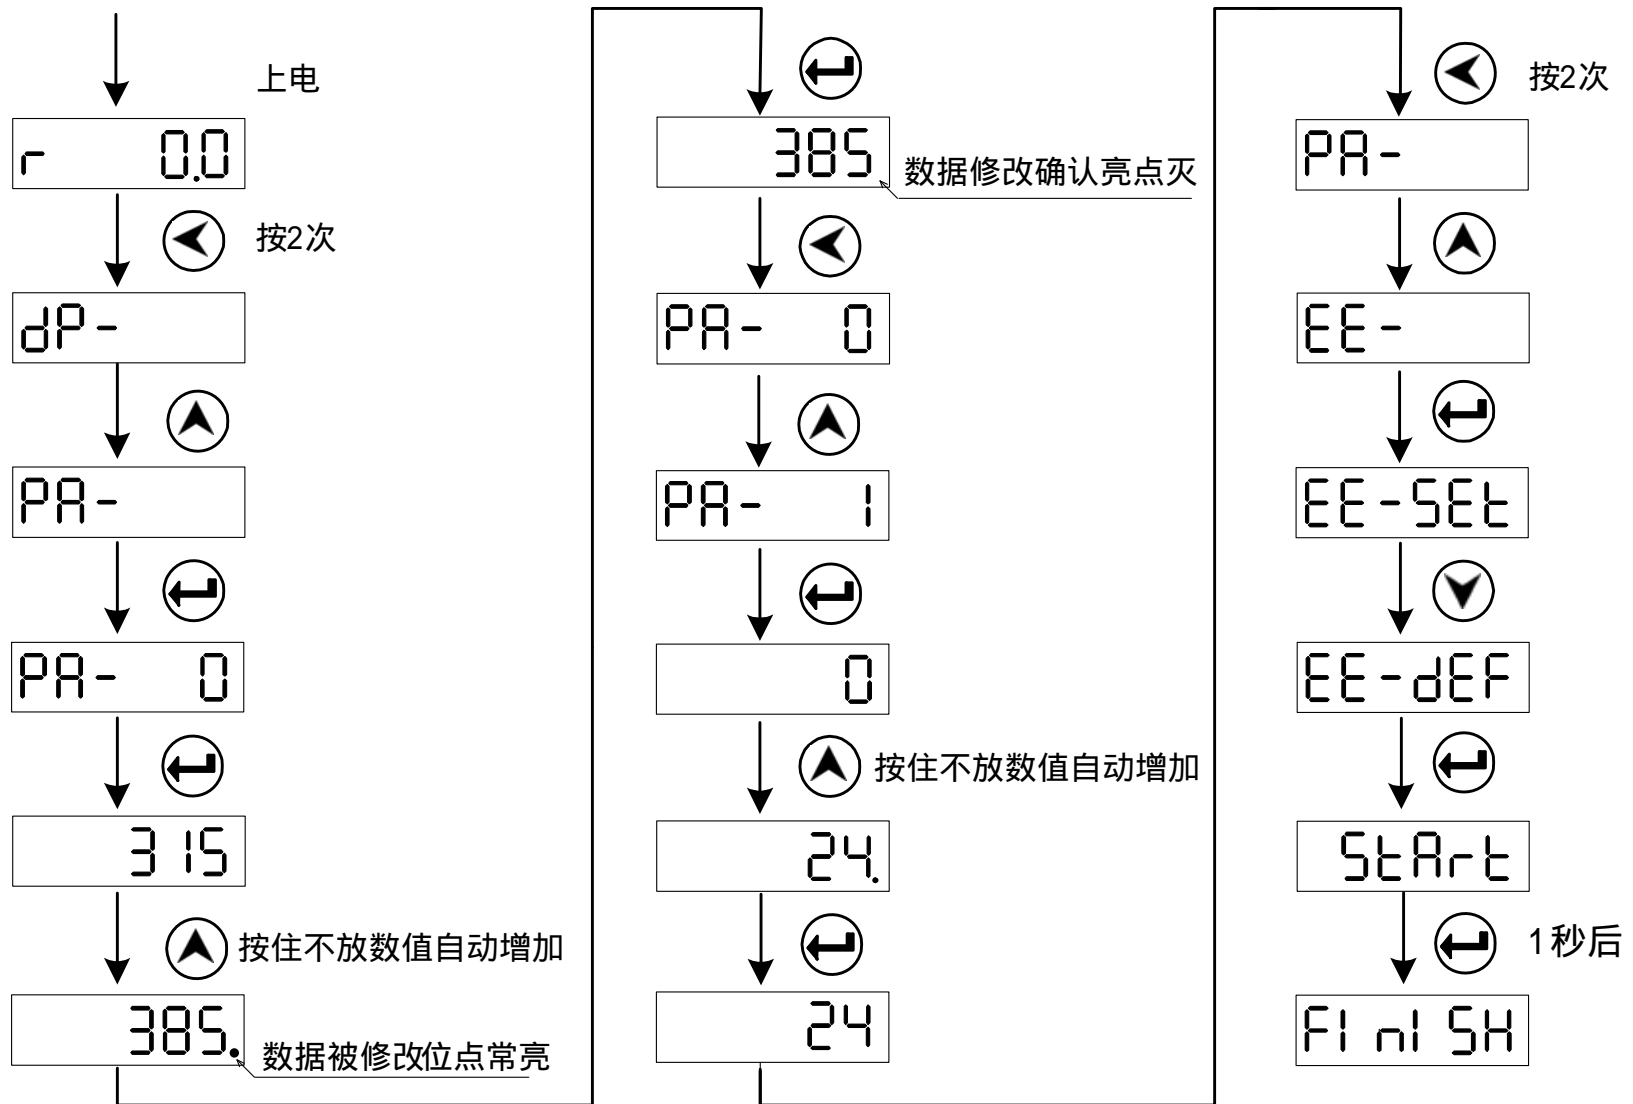 上电
r 0.0
按2次
dP-
PA-
PA- 0
315
按住不放数值自动增加
385.
数据被修改位点常亮
385
数据修改确认亮点灭
PA- 0
PA- 1
0
按住不放数值自动增加
24.
24
按2次
PA-
EE-
EE-SEt
EE-dEF
StArt
1秒后
FI nI SH